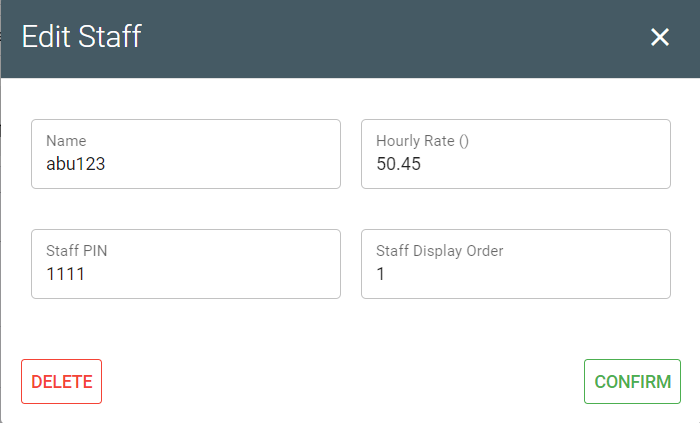 Edit Staff
Name
abu123
Hourly Rate ()
50.45
Staff PIN
1111
Staff Display Order
1
DELETE
CONFIRM